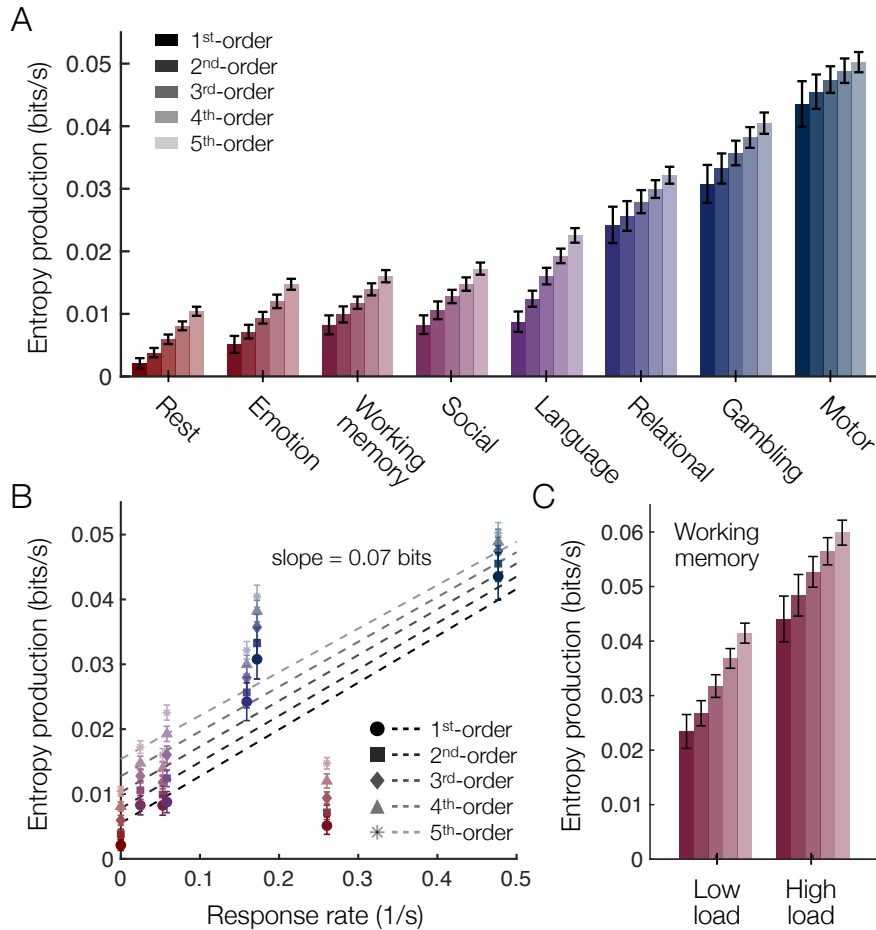 A
1st-order
2nd-order
3rd-order
4th-order
5th-order
Entropy production (bits/s)
0.05
0.04
0.03
0.02
0.01
0
Rest
Emotion
Working
memory
Social
Language
Relational
Gambling
Motor
B
slope = 0.07 bits
Entropy production (bits/s)
0.05
0.04
0.03
0.02
0.01
0
1st-order
2nd-order
3rd-order
4th-order
5th-order
0 0.1 0.2 0.3 0.4 0.5
Response rate (1/s)
C
Working
memory
Entropy production (bits/s)
0.06
0.05
0.04
0.03
0.02
0.01
0.00
Low
load
High
load